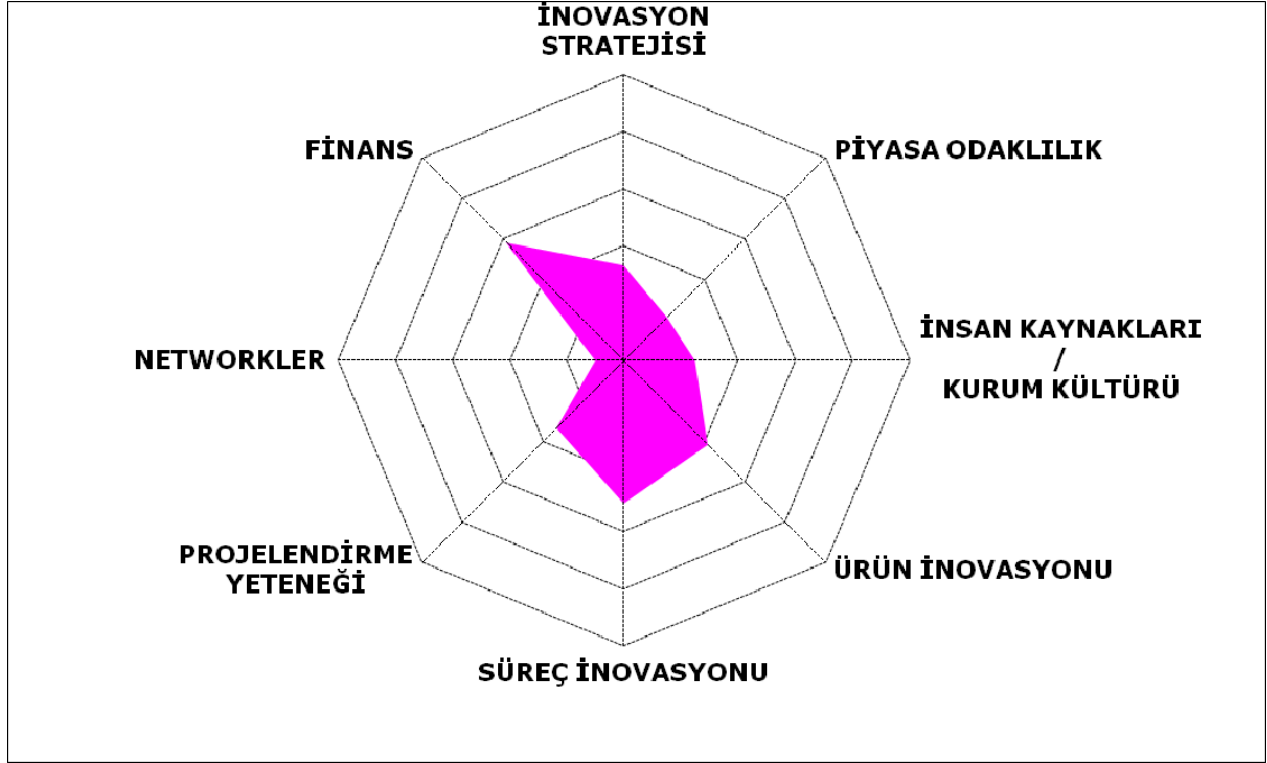 İNOVASYON
STRATEJİSİ
FİNANS
PİYASA ODAKLILIK
NETWORKLER
İNSAN KAYNAKLARI
/
KURUM KÜLTÜRÜ
PROJELENDİRME
YETENEĞİ
ÜRÜN İNOVASYONU
SÜREÇ İNOVASYONU